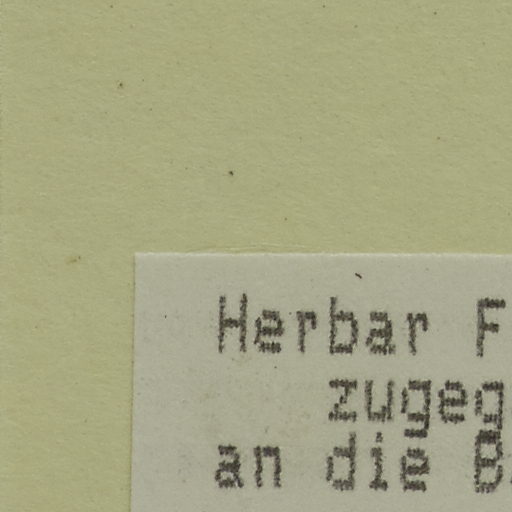 Herbar F
zugeg
an die B